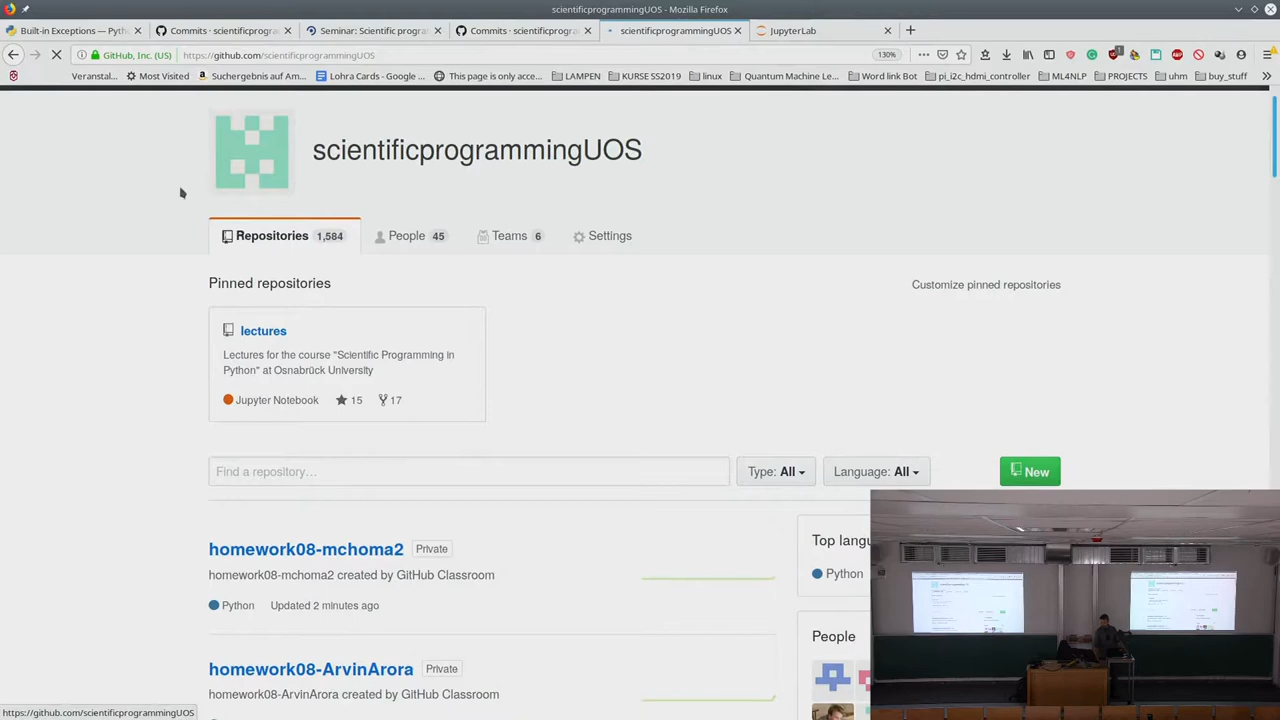 scientificprogrammingUOS - Mozilla Firefox
Built-in Exceptions — Pyth
Commits · scientificprogra
Seminar: Scientific program
Commits · scientificprogra
scientificprogrammingUOS
JupyterLab
GitHub, Inc. (US)
https://github.com/scientificprogrammingUOS
130%
Veranstal...
Most Visited
Suchergebnis auf Am...
Lohra Cards - Google ...
This page is only acce...
LAMPEN
KURSE SS2019
linux
Quantum Machine Le...
Word link Bot
pi_i2c_hdmi_controller
ML4NLP
PROJECTS
uhm
buy_stuff
scientificprogrammingUOS
Repositories 1,584
People 45
Teams 6
Settings
Pinned repositories
Customize pinned repositories
lectures
Lectures for the course "Scientific Programming in
Python" at Osnabrück University
Jupyter Notebook
15
17
Find a repository…
Type: All
Language: All
New
homework08-mchoma2 Private
homework08-mchoma2 created by GitHub Classroom
Python Updated 2 minutes ago
Top langu
Python
People
homework08-ArvinArora Private
homework08-ArvinArora created by GitHub Classroom
https://github.com/scientificprogrammingUOS